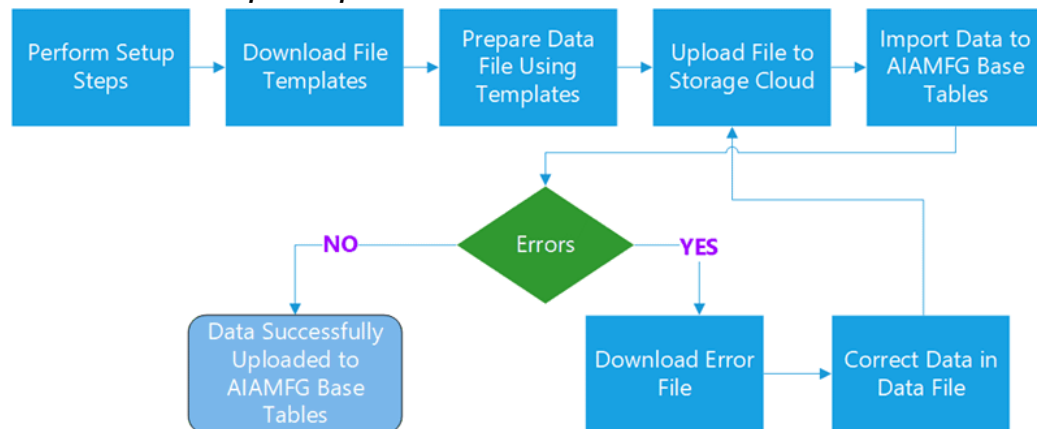 Perform Setup
Steps
Download File
Templates
Prepare Data
File Using
Templates
Upload File to
Storage Cloud
Import Data to
AIAMFG Base
Tables
Errors
NO
YES
Data Successfully
Uploaded to
AIAMFG Base
Tables
Download Error
File
Correct Data in
Data File